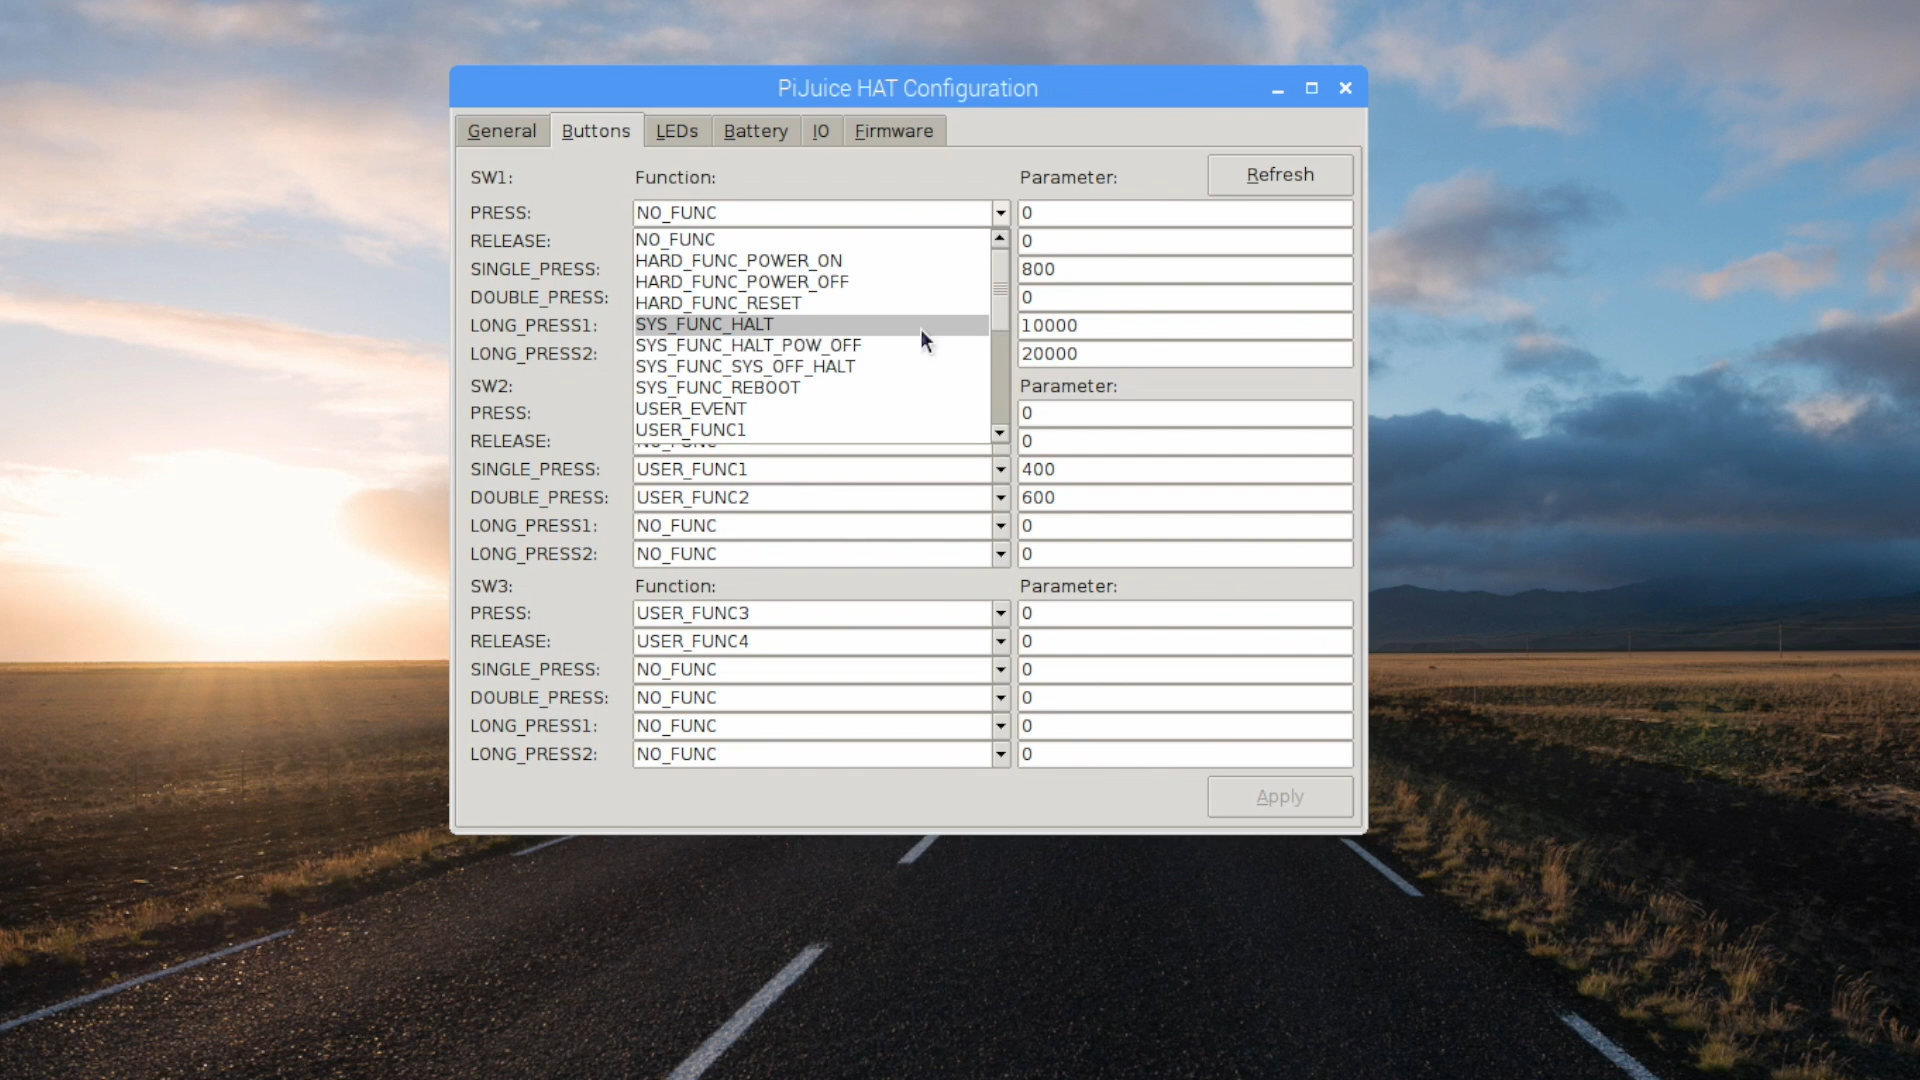 PiJuice HAT Configuration
General Buttons LEDs Battery IO Firmware
SW1: Function: Parameter: Refresh
PRESS: NO_FUNC 0
RELEASE: NO_FUNC 0
HARD_FUNC_POWER_ON
SINGLE_PRESS: HARD_FUNC_POWER_OFF 800
DOUBLE_PRESS: HARD_FUNC_RESET 0
LONG_PRESS1: SYS_FUNC_HALT 10000
LONG_PRESS2: SYS_FUNC_HALT_POW_OFF 20000
SYS_FUNC_SYS_OFF_HALT
SW2: SYS_FUNC_REBOOT Parameter:
PRESS: USER_EVENT 0
USER_FUNC1
RELEASE: 0
SINGLE_PRESS: USER_FUNC1 400
DOUBLE_PRESS: USER_FUNC2 600
LONG_PRESS1: NO_FUNC 0
LONG_PRESS2: NO_FUNC 0
SW3: Function: Parameter:
PRESS: USER_FUNC3 0
RELEASE: USER_FUNC4 0
SINGLE_PRESS: NO_FUNC 0
DOUBLE_PRESS: NO_FUNC 0
LONG_PRESS1: NO_FUNC 0
LONG_PRESS2: NO_FUNC 0
Apply